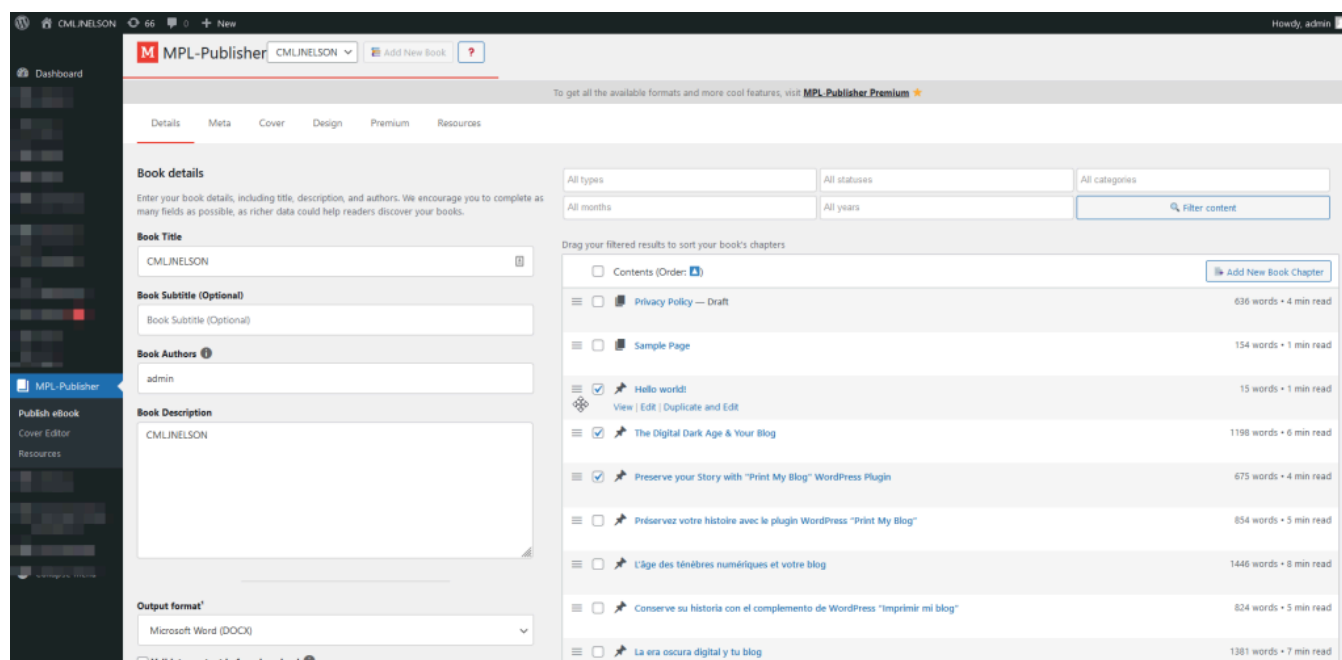 CMLJNELSON 66 0 + New Howdy, admin
Dashboard
MPL-Publisher
Publish eBook
Cover Editor
Resources
M MPL-Publisher CMLJNELSON Add New Book ?
To get all the available formats and more cool features, visit MPL-Publisher Premium
Details Meta Cover Design Premium Resources
Book details
Enter your book details, including title, description, and authors. We encourage you to complete as
many fields as possible, as richer data could help readers discover your books.
Book Title
CMLJNELSON
Book Subtitle (Optional)
Book Subtitle (Optional)
Book Authors
admin
Book Description
CMLJNELSON
Output format*
Microsoft Word (DOCX)
All types All statuses All categories
All months All years Filter content
Drag your filtered results to sort your book's chapters
Contents (Order: ) Add New Book Chapter
Privacy Policy — Draft 636 words • 4 min read
Sample Page 154 words • 1 min read
Hello world! 15 words • 1 min read
View | Edit | Duplicate and Edit
The Digital Dark Age & Your Blog 1198 words • 6 min read
Preserve your Story with "Print My Blog" WordPress Plugin 675 words • 4 min read
Préservez votre histoire avec le plugin WordPress "Print My Blog" 854 words • 5 min read
L'âge des ténèbres numériques et votre blog 1446 words • 8 min read
Conserve su historia con el complemento de WordPress "Imprimir mi blog" 824 words • 5 min read
La era oscura digital y tu blog 1381 words • 7 min read